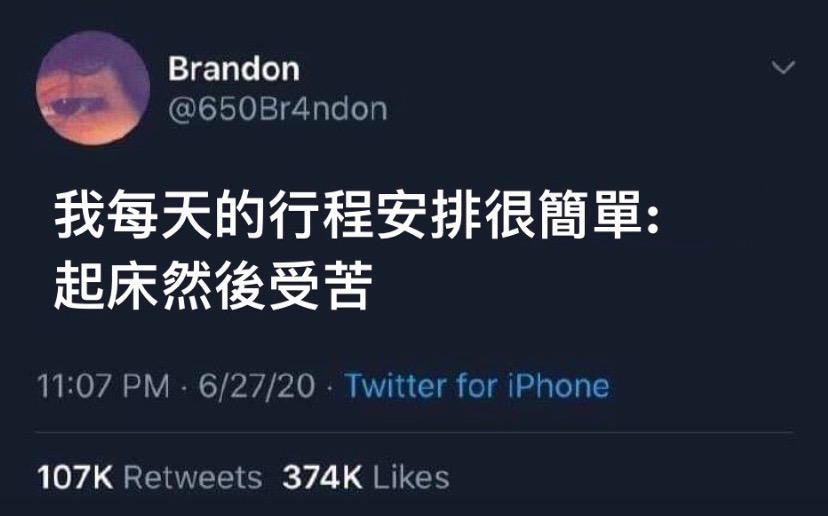 Brandon
@650Br4ndon
我每天的行程安排很簡單:
起床然後受苦
11:07 PM · 6/27/20 · Twitter for iPhone
107K Retweets 374K Likes